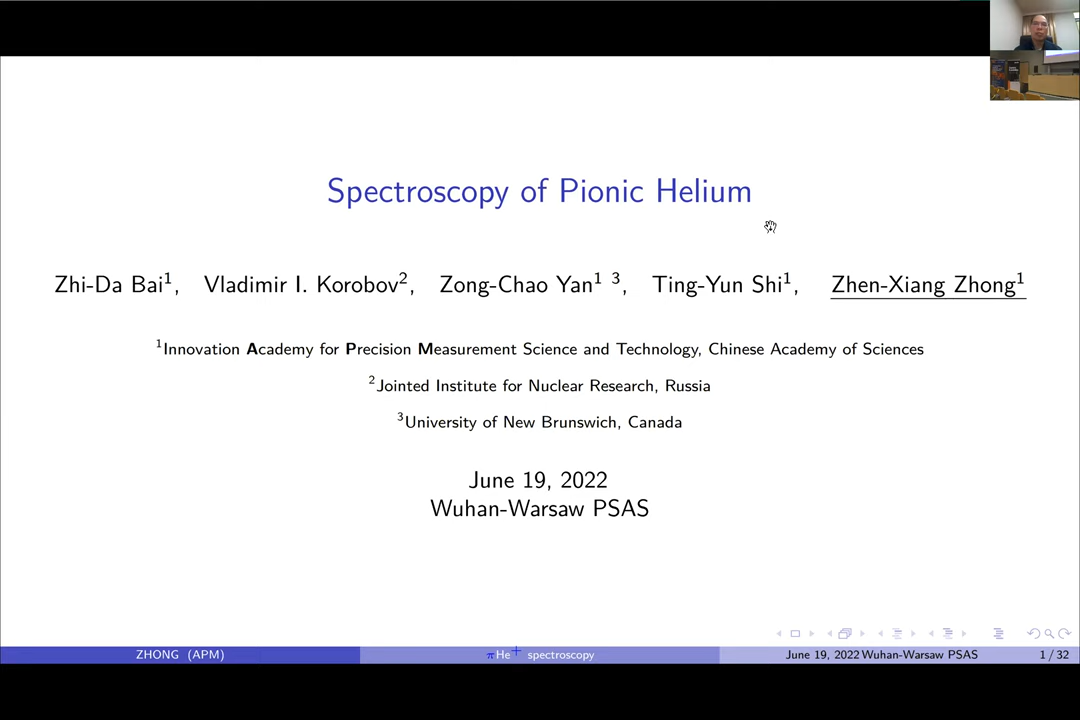 Spectroscopy of Pionic Helium
Zhi-Da Bai¹, Vladimir I. Korobov², Zong-Chao Yan¹ ³, Ting-Yun Shi¹, Zhen-Xiang Zhong¹
¹Innovation Academy for Precision Measurement Science and Technology, Chinese Academy of Sciences
²Jointed Institute for Nuclear Research, Russia
³University of New Brunswich, Canada
June 19, 2022
Wuhan-Warsaw PSAS
ZHONG (APM) πHe⁺ spectroscopy June 19, 2022 Wuhan-Warsaw PSAS 1 / 32